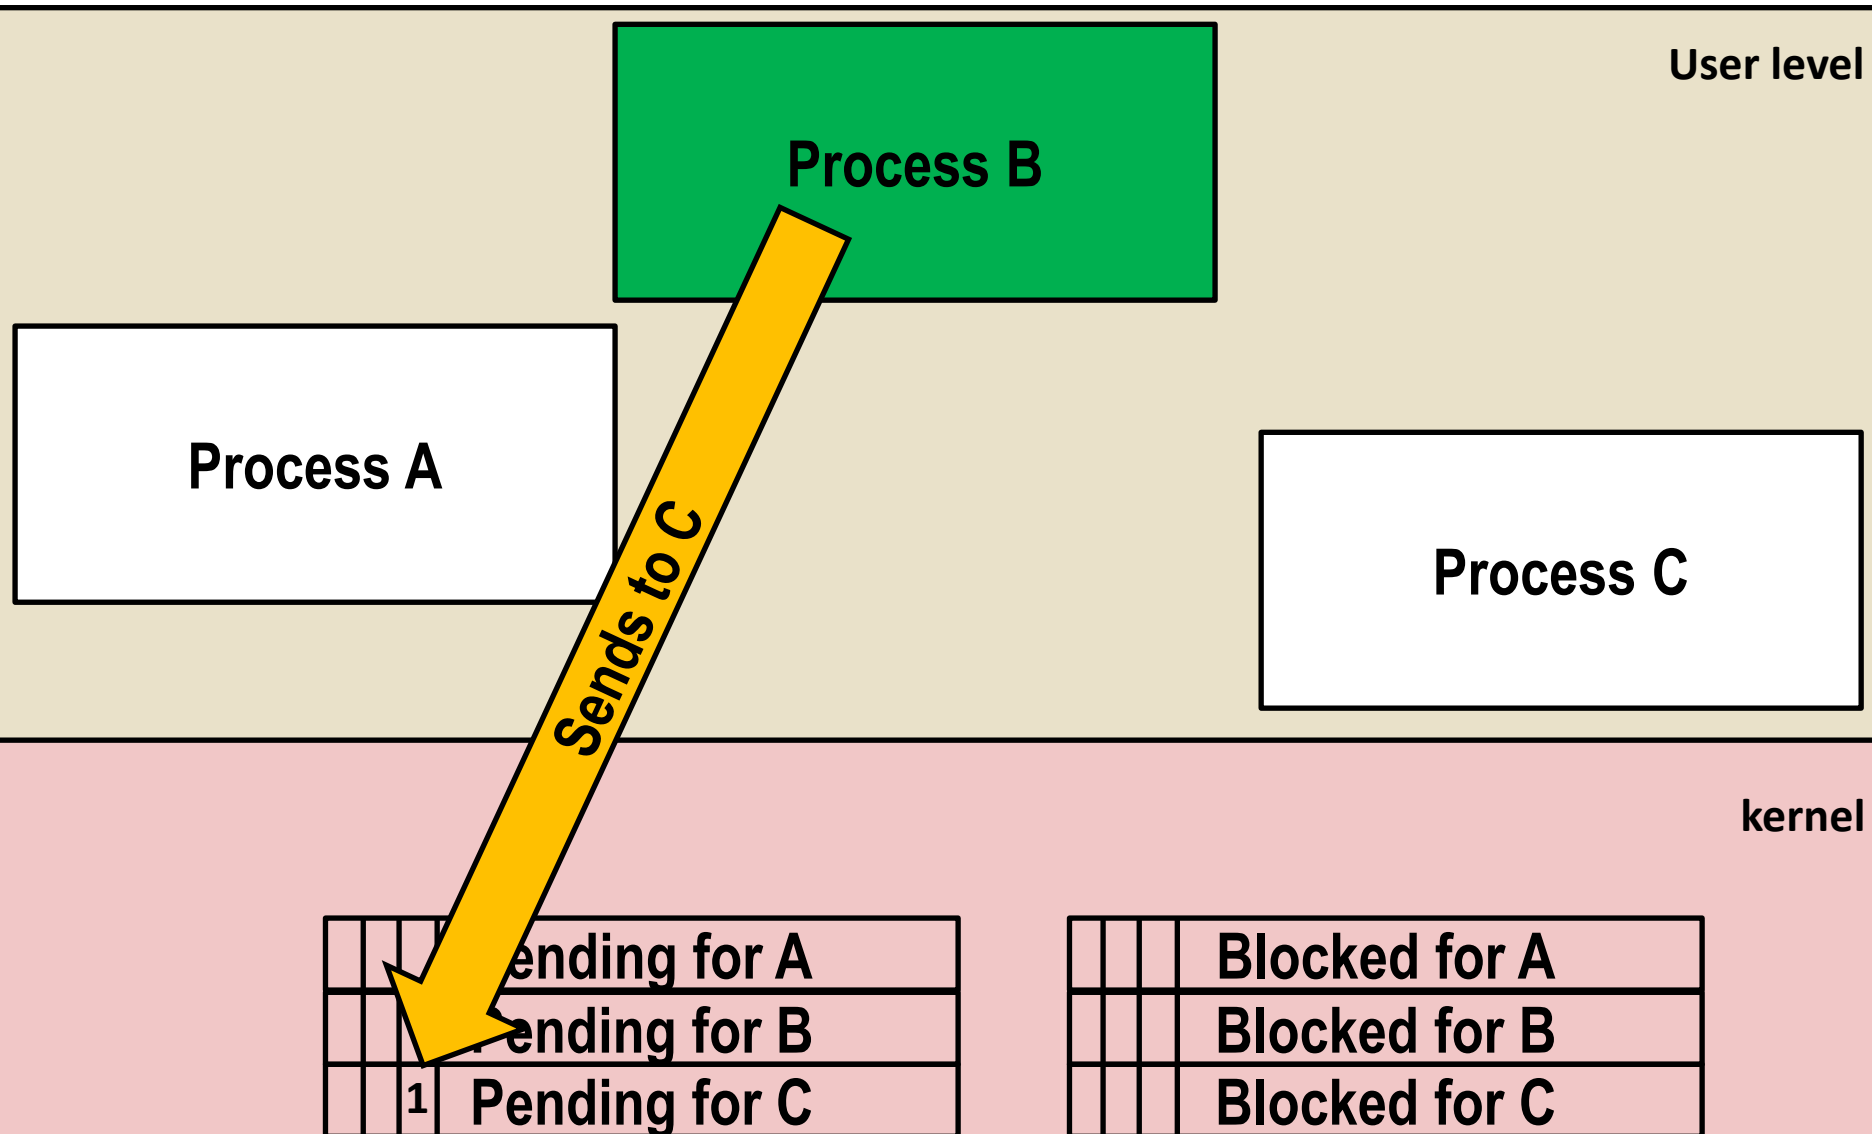 User level
Process B
Process A
Sends to C
Process C
kernel
ending for A
Blocked for A
ending for B
Blocked for B
1 Pending for C
Blocked for C